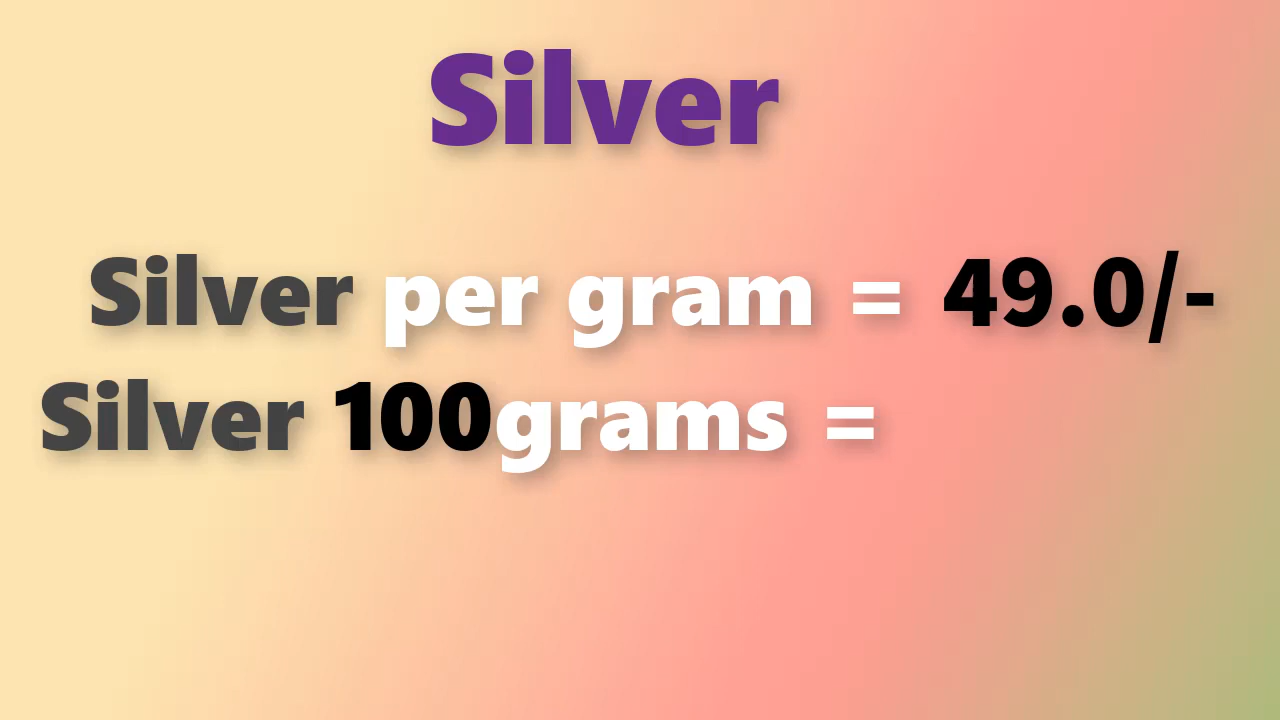 Silver
Silver per gram = 49.0/-
Silver 100grams =